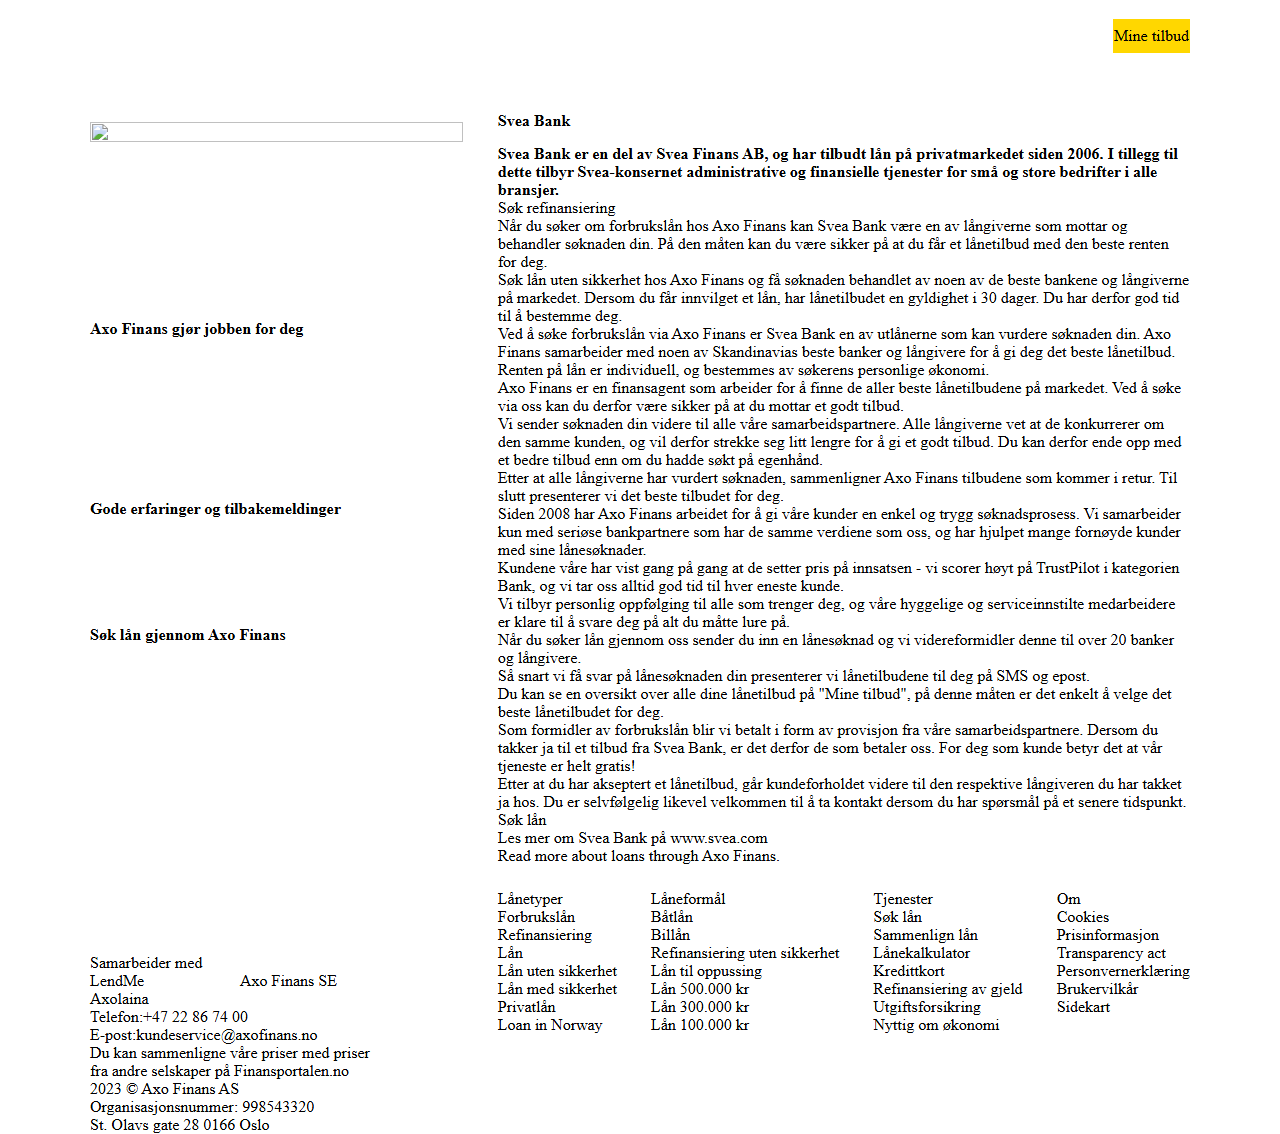 Mine tilbud
Svea Bank
Svea Bank er en del av Svea Finans AB, og har tilbudt lån på privatmarkedet siden 2006. I tillegg til
dette tilbyr Svea-konsernet administrative og finansielle tjenester for små og store bedrifter i alle
bransjer.
Søk refinansiering
Når du søker om forbrukslån hos Axo Finans kan Svea Bank være en av långiverne som mottar og
behandler søknaden din. På den måten kan du være sikker på at du får et lånetilbud med den beste renten
for deg.
Søk lån uten sikkerhet hos Axo Finans og få søknaden behandlet av noen av de beste bankene og långiverne
på markedet. Dersom du får innvilget et lån, har lånetilbudet en gyldighet i 30 dager. Du har derfor god tid
til å bestemme deg.
Axo Finans gjør jobben for deg
Ved å søke forbrukslån via Axo Finans er Svea Bank en av utlånerne som kan vurdere søknaden din. Axo
Finans samarbeider med noen av Skandinavias beste banker og långivere for å gi deg det beste lånetilbud.
Renten på lån er individuell, og bestemmes av søkerens personlige økonomi.
Axo Finans er en finansagent som arbeider for å finne de aller beste lånetilbudene på markedet. Ved å søke
via oss kan du derfor være sikker på at du mottar et godt tilbud.
Vi sender søknaden din videre til alle våre samarbeidspartnere. Alle långiverne vet at de konkurrerer om
den samme kunden, og vil derfor strekke seg litt lengre for å gi et godt tilbud. Du kan derfor ende opp med
et bedre tilbud enn om du hadde søkt på egenhånd.
Etter at alle långiverne har vurdert søknaden, sammenligner Axo Finans tilbudene som kommer i retur. Til
slutt presenterer vi det beste tilbudet for deg.
Gode erfaringer og tilbakemeldinger
Siden 2008 har Axo Finans arbeidet for å gi våre kunder en enkel og trygg søknadsprosess. Vi samarbeider
kun med seriøse bankpartnere som har de samme verdiene som oss, og har hjulpet mange fornøyde kunder
med sine lånesøknader.
Kundene våre har vist gang på gang at de setter pris på innsatsen - vi scorer høyt på TrustPilot i kategorien
Bank, og vi tar oss alltid god tid til hver eneste kunde.
Vi tilbyr personlig oppfølging til alle som trenger deg, og våre hyggelige og serviceinnstilte medarbeidere
er klare til å svare deg på alt du måtte lure på.
Søk lån gjennom Axo Finans
Når du søker lån gjennom oss sender du inn en lånesøknad og vi videreformidler denne til over 20 banker
og långivere.
Så snart vi få svar på lånesøknaden din presenterer vi lånetilbudene til deg på SMS og epost.
Du kan se en oversikt over alle dine lånetilbud på "Mine tilbud", på denne måten er det enkelt å velge det
beste lånetilbudet for deg.
Som formidler av forbrukslån blir vi betalt i form av provisjon fra våre samarbeidspartnere. Dersom du
takker ja til et tilbud fra Svea Bank, er det derfor de som betaler oss. For deg som kunde betyr det at vår
tjeneste er helt gratis!
Etter at du har akseptert et lånetilbud, går kundeforholdet videre til den respektive långiveren du har takket
ja hos. Du er selvfølgelig likevel velkommen til å ta kontakt dersom du har spørsmål på et senere tidspunkt.
Søk lån
Les mer om Svea Bank på www.svea.com
Read more about loans through Axo Finans.
Samarbeider med
LendMe
Axo Finans SE
Axolaina
Telefon:+47 22 86 74 00
E-post:kundeservice@axofinans.no
Du kan sammenligne våre priser med priser
fra andre selskaper på Finansportalen.no
2023 © Axo Finans AS
Organisasjonsnummer: 998543320
St. Olavs gate 28 0166 Oslo
Lånetyper
Forbrukslån
Refinansiering
Lån
Lån uten sikkerhet
Lån med sikkerhet
Privatlån
Loan in Norway
Låneformål
Båtlån
Billån
Refinansiering uten sikkerhet
Lån til oppussing
Lån 500.000 kr
Lån 300.000 kr
Lån 100.000 kr
Tjenester
Søk lån
Sammenlign lån
Lånekalkulator
Kredittkort
Refinansiering av gjeld
Utgiftsforsikring
Nyttig om økonomi
Om
Cookies
Prisinformasjon
Transparency act
Personvernerklæring
Brukervilkår
Sidekart